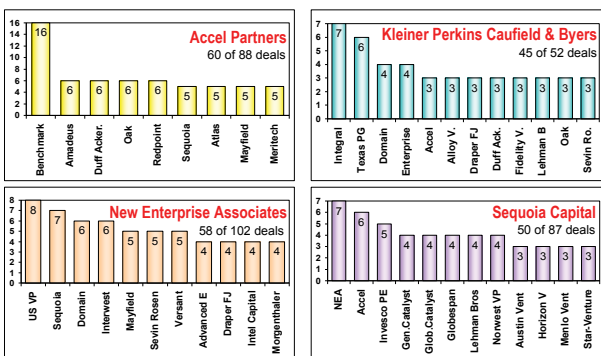 16
14
12
10
8
6
4
2
0
Accel Partners
60 of 88 deals
16
6
6
6
6
5
5
5
5
Benchmark
Amadeus
Duff Acker.
Oak
Redpoint
Sequoia
Atlas
Mayfield
Meritech
7
6
5
4
3
2
1
0
Kleiner Perkins Caufield & Byers
45 of 52 deals
7
6
4
4
3
3
3
3
3
3
3
3
Integral
Texas PG
Domain
Enterprise
Accel
Alloy V.
Draper FJ
Duff Ack.
Fidelity V.
Lehman B
Oak
Sevin Ro.
8
7
6
5
4
3
2
1
0
New Enterprise Associates
58 of 102 deals
8
7
6
6
5
5
5
4
4
4
4
US VP
Sequoia
Domain
Interwest
Mayfield
Sevin Rosen
Versant
Advanced E
Draper FJ
Intel Capital
Morgenthaler
7
6
5
4
3
2
1
0
Sequoia Capital
50 of 87 deals
7
6
5
4
4
4
4
4
3
3
3
3
NEA
Accel
Invesco PE
Gen.Catalyst
Glob.Catalyst
Globespan
Lehman Bros
Norwest VP
Austin Vent
Horizon V
Menlo Vent
Star-Venture